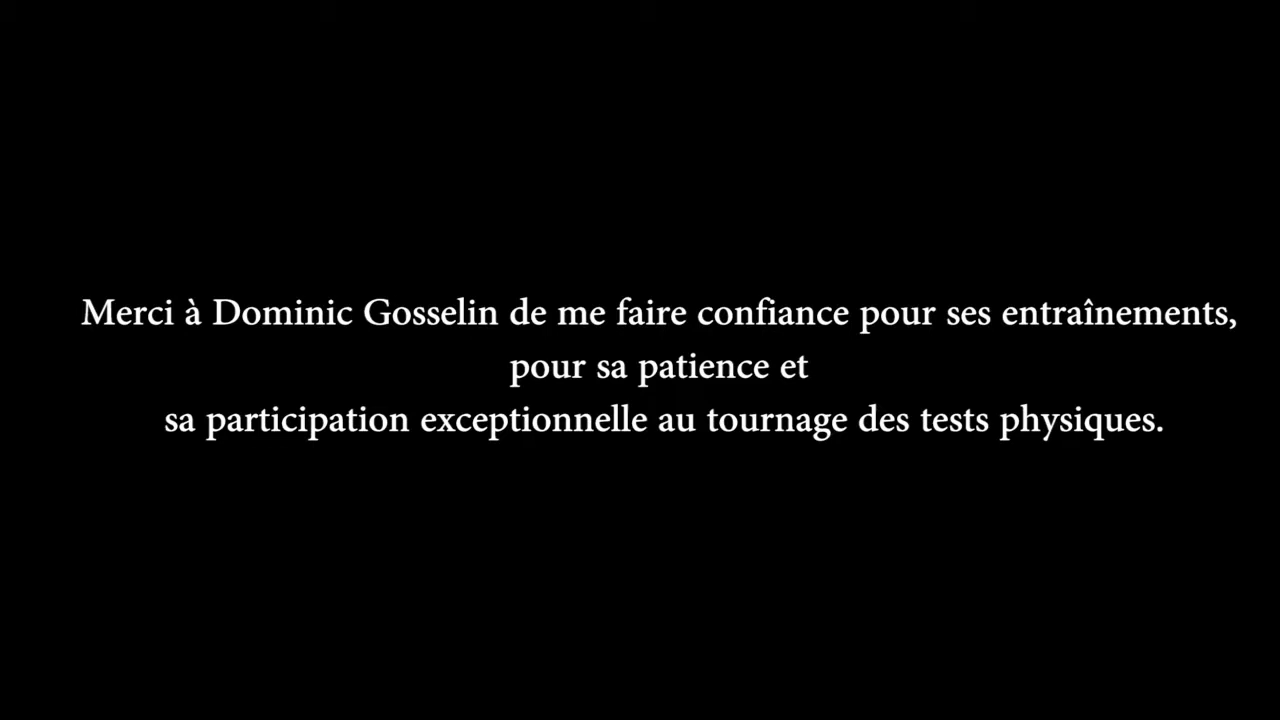 Merci à Dominic Gosselin de me faire confiance pour ses entraînements,
pour sa patience et
sa participation exceptionnelle au tournage des tests physiques.